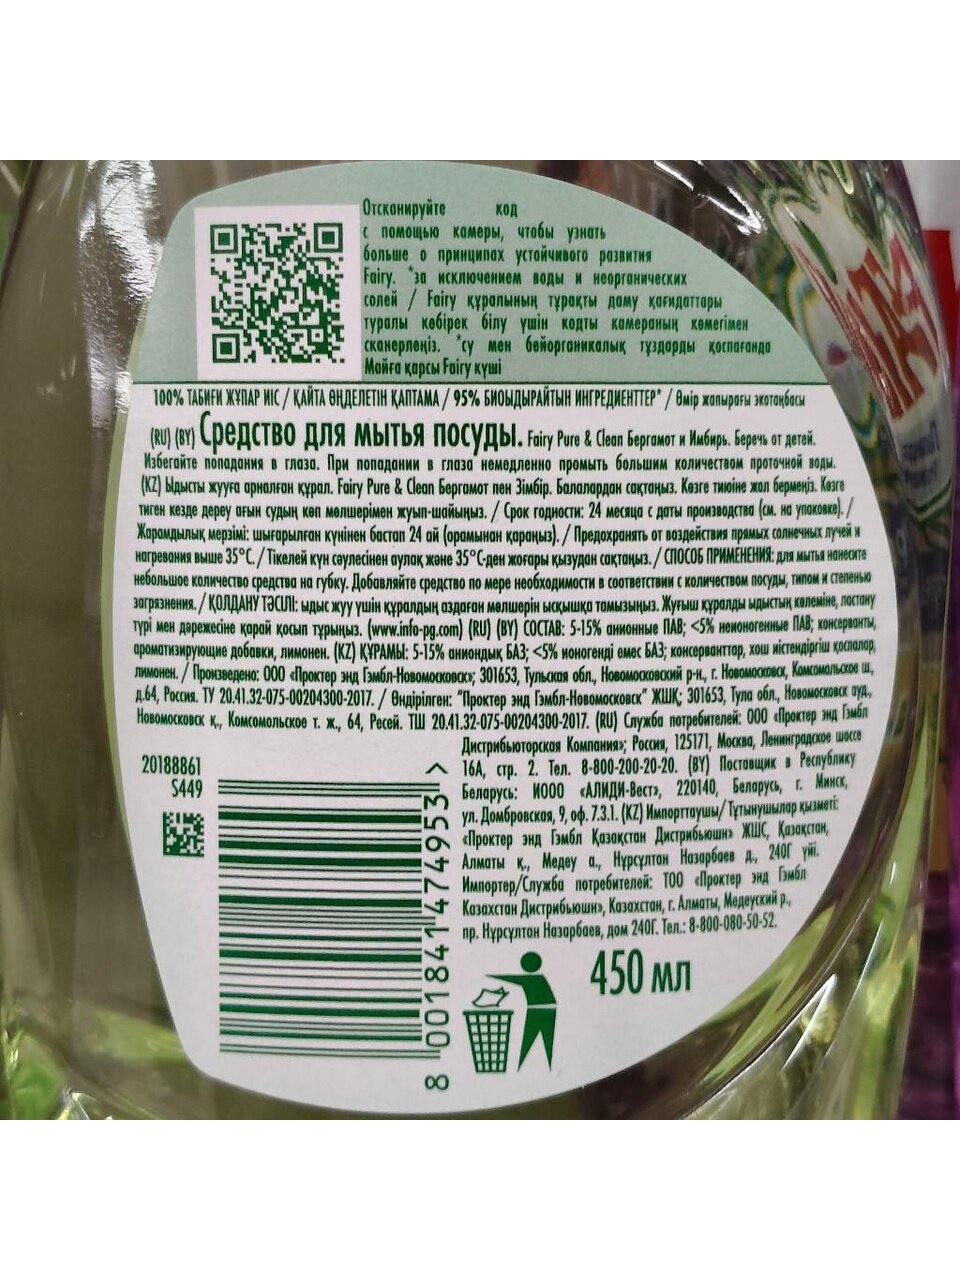 Отсканируйте код
с помощью камеры, чтобы узнать
больше о принципах устойчивого развития
Fairy. *за исключением воды и неорганических
солей / Fairy құралының тұрақты даму қағидаттары
туралы көбірек білу үшін кодты камераның көмегімен
сканерлеңіз. *су мен бейорганикалық тұздарды қоспағанда
Майға қарсы Fairy күші
100% ТАБИҒИ ЖҰПАР ИІС / ҚАЙТА ӨҢДЕЛЕТІН ҚАПТАМА / 95% БИОЫДЫРАЙТЫН ИНГРЕДИЕНТТЕР* / Өмір жапырағы экотаңбасы
(RU) (BY) Средство для мытья посуды. Fairy Pure & Clean Бергамот и Имбирь. Беречь от детей.
Избегайте попадания в глаза. При попадании в глаза немедленно промыть большим количеством проточной воды.
(KZ) Ыдысты жууға арналған құрал. Fairy Pure & Clean Бергамот пен Зімбір. Балалардан сақтаңыз. Көзге тиюіне жол бермеңіз. Көзге
тиген кезде дереу ағын судың көп мөлшерімен жуып-шайыңыз. / Срок годности: 24 месяца с даты производства (см. на упаковке). /
Жарамдылық мерзімі: шығарылған күнінен бастап 24 ай (орамынан қараңыз). / Предохранять от воздействия прямых солнечных лучей и
нагревания выше 35°C. / Тікелей күн сәулесінен аулақ және 35°C-ден жоғары қызудан сақтаңыз. / СПОСОБ ПРИМЕНЕНИЯ: для мытья нанесите
небольшое количество средства на губку. Добавляйте средство по мере необходимости в соответствии с количеством посуды, типом и степенью
загрязнения. / ҚОЛДАНУ ТӘСІЛІ: ыдыс жуу үшін құралдың аздаған мөлшерін ысқышқа тамызыңыз. Жуғыш құралды ыдыстың көлеміне, ластану
түрі мен дәрежесіне қарай қосып тұрыңыз. (www.info-pg.com) (RU) (BY) СОСТАВ: 5-15% анионные ПАВ; <5% неионогенные ПАВ; консерванты,
ароматизирующие добавки, лимонен. (KZ) ҚҰРАМЫ: 5-15% аниондық БАЗ; <5% ионогенді емес БАЗ; консерванттар, хош иістендіргіш қоспалар,
лимонен. / Произведено: ООО «Проктер энд Гэмбл-Новомосковск»; 301653, Тульская обл., Новомосковский р-н, г. Новомосковск, Комсомольское ш.,
д.64, Россия. ТУ 20.41.32-075-00204300-2017. / Өндірілген: "Проктер энд Гэмбл-Новомосковск" ЖШҚ; 301653, Тула обл., Новомосковск ауд.,
Новомосковск қ., Комсомольское т. ж., 64, Ресей. ТШ 20.41.32-075-00204300-2017. (RU) Служба потребителей: ООО «Проктер энд Гэмбл
Дистрибьюторская Компания»; Россия, 125171, Москва, Ленинградское шоссе
16А, стр. 2. Тел. 8-800-200-20-20. (BY) Поставщик в Республику
Беларусь: ИООО «АЛИДИ-Вест», 220140, Беларусь, г. Минск,
ул. Домбровская, 9, оф. 7.3.1. (KZ) Импорттаушы/ Тұтынушылар қызметі:
«Проктер энд Гэмбл Қазақстан Дистрибьюшн» ЖШС, Қазақстан,
Алматы қ., Медеу а., Нұрсұлтан Назарбаев д., 240Г үйі.
Импортер/Служба потребителей: ТОО «Проктер энд Гэмбл
Казахстан Дистрибьюшн», Казахстан, г. Алматы, Медеуский р.,
пр. Нурсултан Назарбаев, дом 240Г. Тел.: 8-800-080-50-52.
20188861
S449
8 001841 474953 >
450 мл